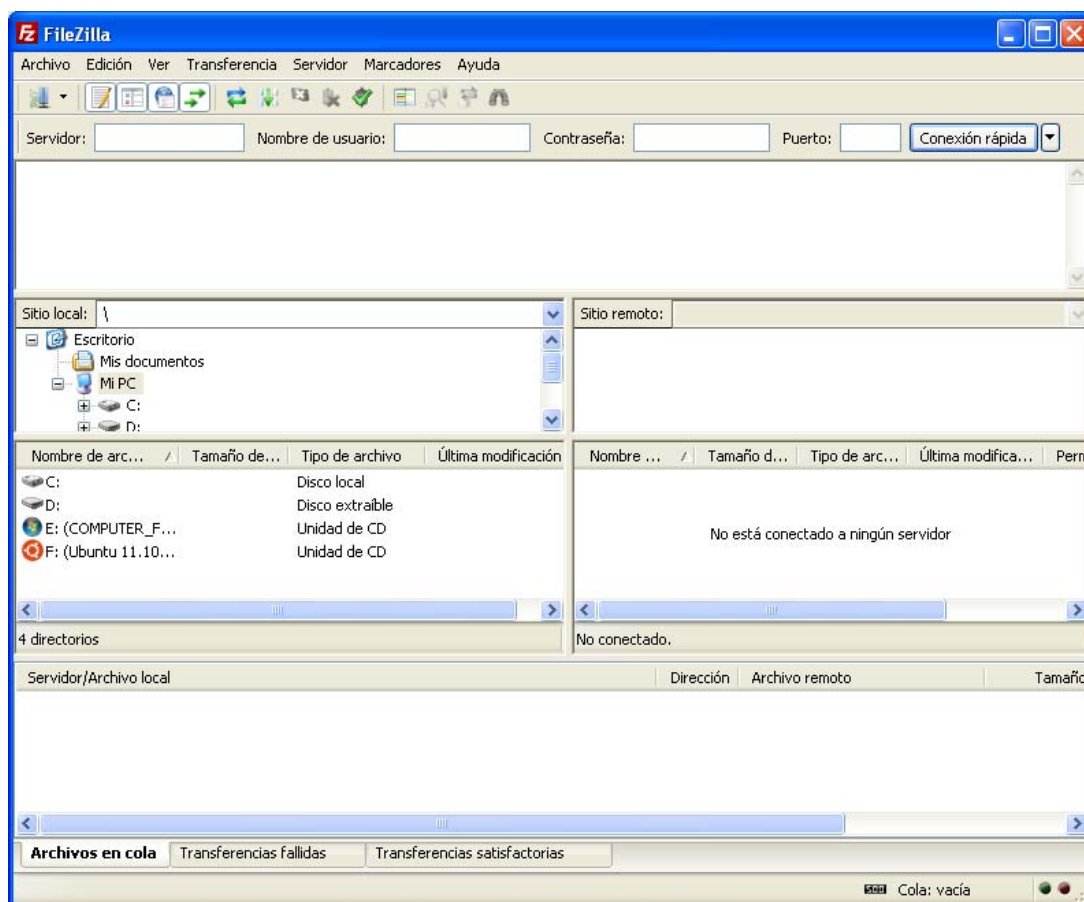 FileZilla
Archivo Edición Ver Transferencia Servidor Marcadores Ayuda
Servidor: Nombre de usuario: Contraseña: Puerto: Conexión rápida
Sitio local: \
Escritorio
Mis documentos
Mi PC
C:
D:
Sitio remoto:
Nombre de arc... Tamaño de... Tipo de archivo Última modificación
C: Disco local
D: Disco extraíble
E: (COMPUTER_F... Unidad de CD
F: (Ubuntu 11.10... Unidad de CD
4 directorios
Nombre ... Tamaño d... Tipo de arc... Última modifica... Perm
No está conectado a ningún servidor
No conectado.
Servidor/Archivo local Dirección Archivo remoto Tamaño
Archivos en cola Transferencias fallidas Transferencias satisfactorias
Cola: vacía